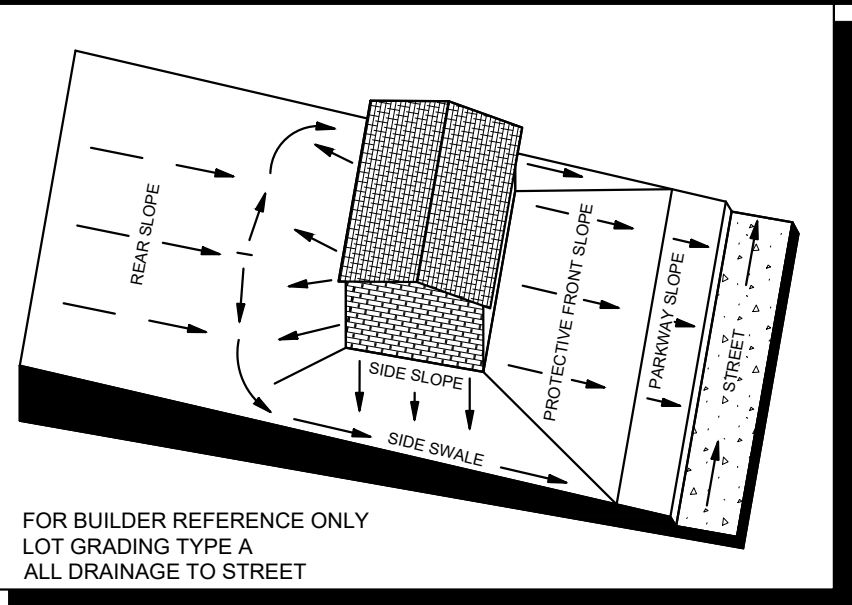 REAR SLOPE
SIDE SLOPE
SIDE SWALE
PROTECTIVE FRONT SLOPE
PARKWAY SLOPE
STREET
FOR BUILDER REFERENCE ONLY
LOT GRADING TYPE A
ALL DRAINAGE TO STREET